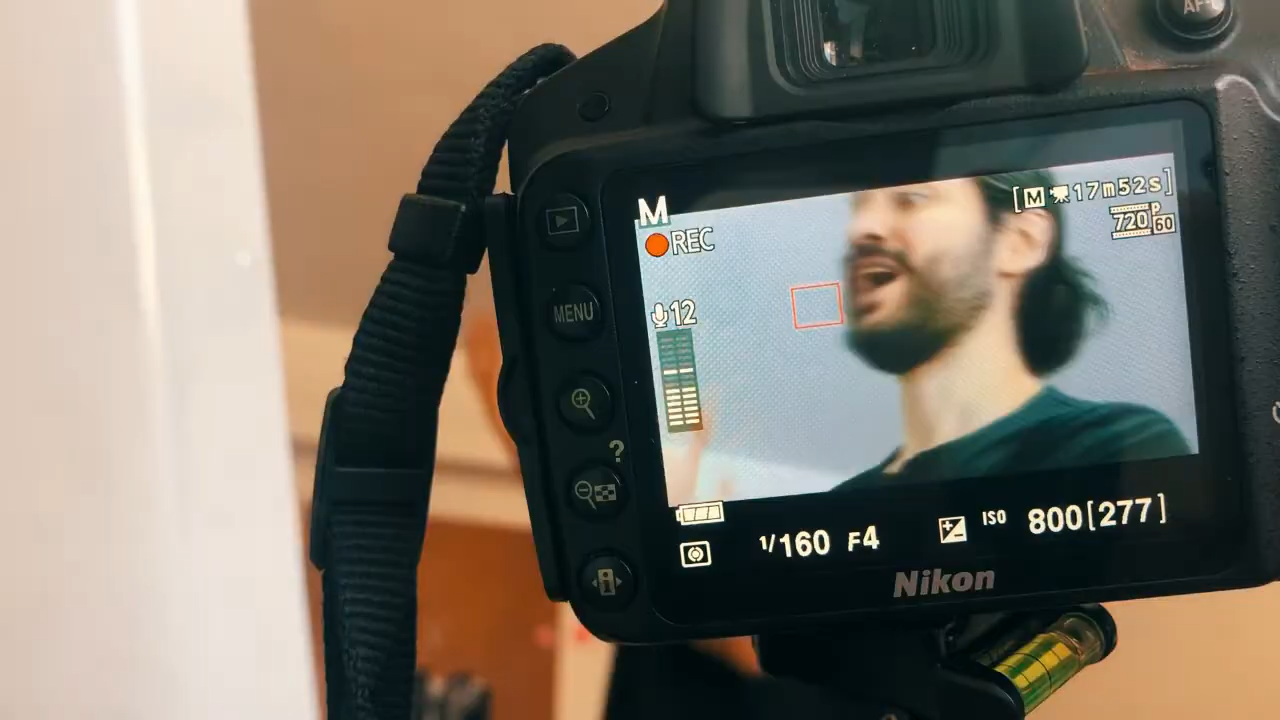 AF-L
M
[M 17m52s]
REC
720 P 60
12
MENU
?
1/160 F4
ISO 800[277]
Nikon